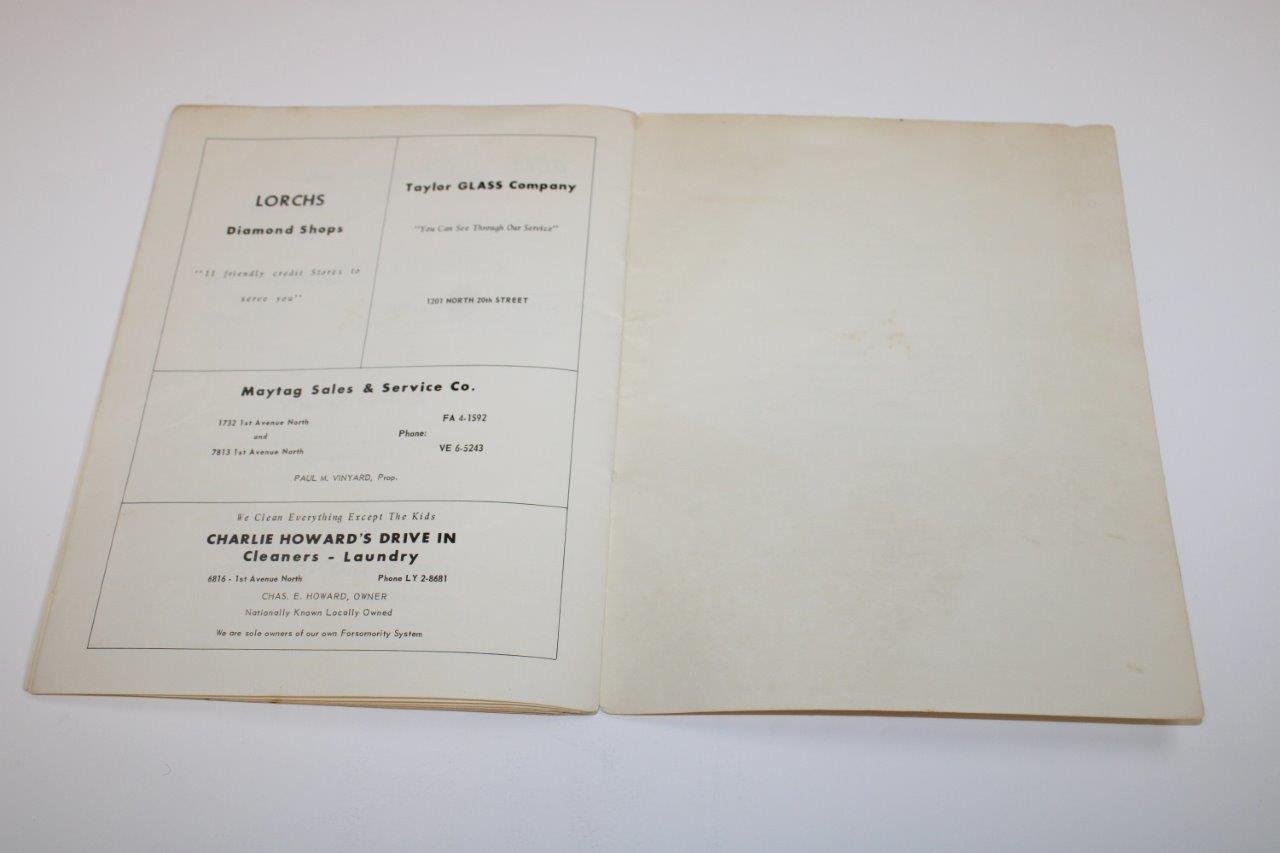 LORCHS
Diamond Shops
"11 friendly credit Stores to
serve you"
Taylor GLASS Company
"You Can See Through Our Service"
1201 NORTH 20th STREET
Maytag Sales & Service Co.
1732 1st Avenue North
and
7813 1st Avenue North
Phone:
FA 4-1592
VE 6-5243
PAUL M. VINYARD, Prop.
We Clean Everything Except The Kids
CHARLIE HOWARD'S DRIVE IN
Cleaners - Laundry
6816 - 1st Avenue North Phone LY 2-8681
CHAS. E. HOWARD, OWNER
Nationally Known Locally Owned
We are sole owners of our own Forsomority System